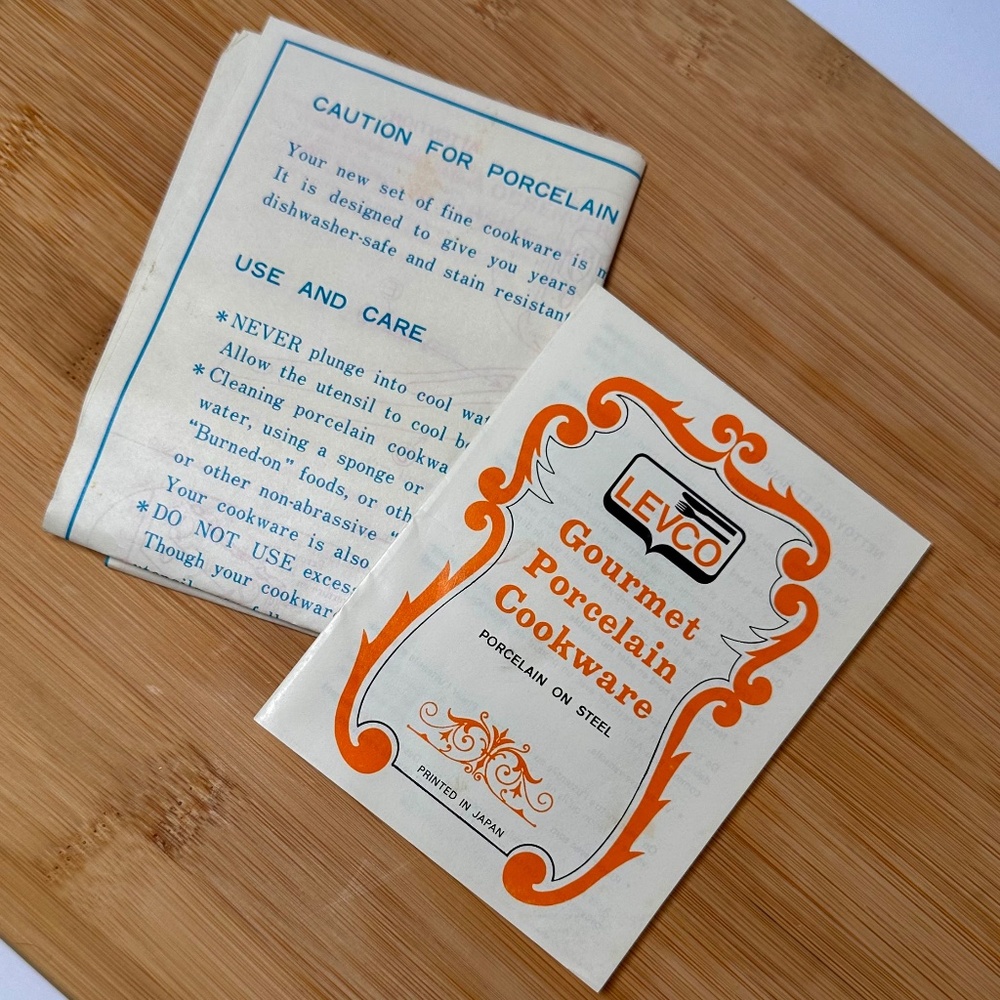 CAUTION FOR PORCELAIN
Your new set of fine cookware is
It is designed to give you years
dishwasher-safe and stain resistant
USE AND CARE
*NEVER plunge into cool
Allow the utensil to cool
*Cleaning porcelain
water, using a sponge or
"Burned-on" foods, or
or other non-abrassive
Your cookware is also
*DO NOT USE
Though your
LEVCO
Gourmet
Porcelain
Cookware
PORCELAIN ON STEEL
PRINTED IN JAPAN